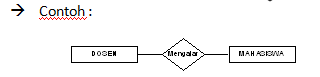 → Contoh :
DOSEN Mengajar MAHASISWA